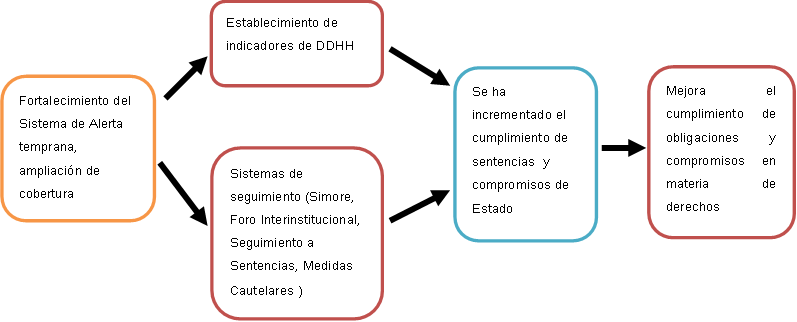 Fortalecimiento del
Sistema de Alerta
temprana,
ampliación de
cobertura
Establecimiento de
indicadores de DDHH
Sistemas de
seguimiento (Simore,
Foro Interinstitucional,
Seguimiento a
Sentencias, Medidas
Cautelares )
Se ha
incrementado el
cumplimiento de
sentencias y
compromisos de
Estado
Mejora el
cumplimiento de
obligaciones y
compromisos en
materia de
derechos